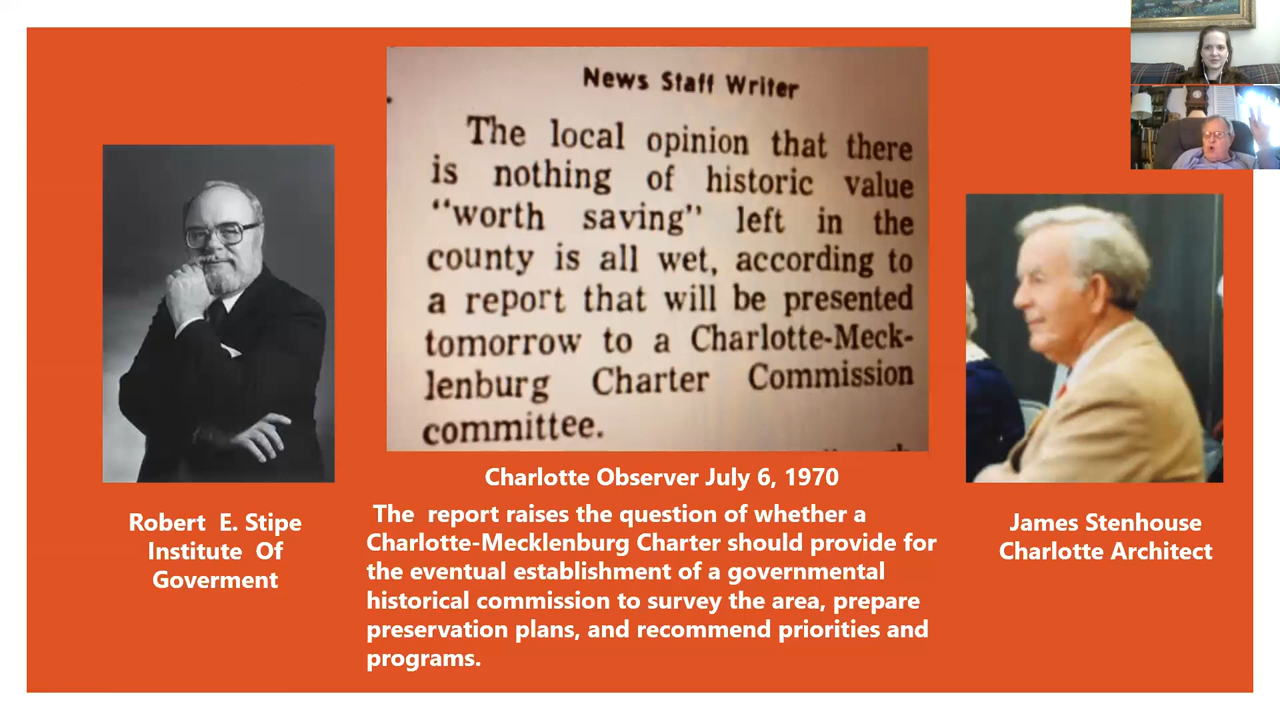 News Staff Writer
The local opinion that there
is nothing of historic value
"worth saving" left in the
county is all wet, according to
a report that will be presented
tomorrow to a Charlotte-Meck-
lenburg Charter Commission
committee.
Charlotte Observer July 6, 1970
The report raises the question of whether a
Charlotte-Mecklenburg Charter should provide for
the eventual establishment of a governmental
historical commission to survey the area, prepare
preservation plans, and recommend priorities and
programs.
Robert E. Stipe
Institute Of
Goverment
James Stenhouse
Charlotte Architect